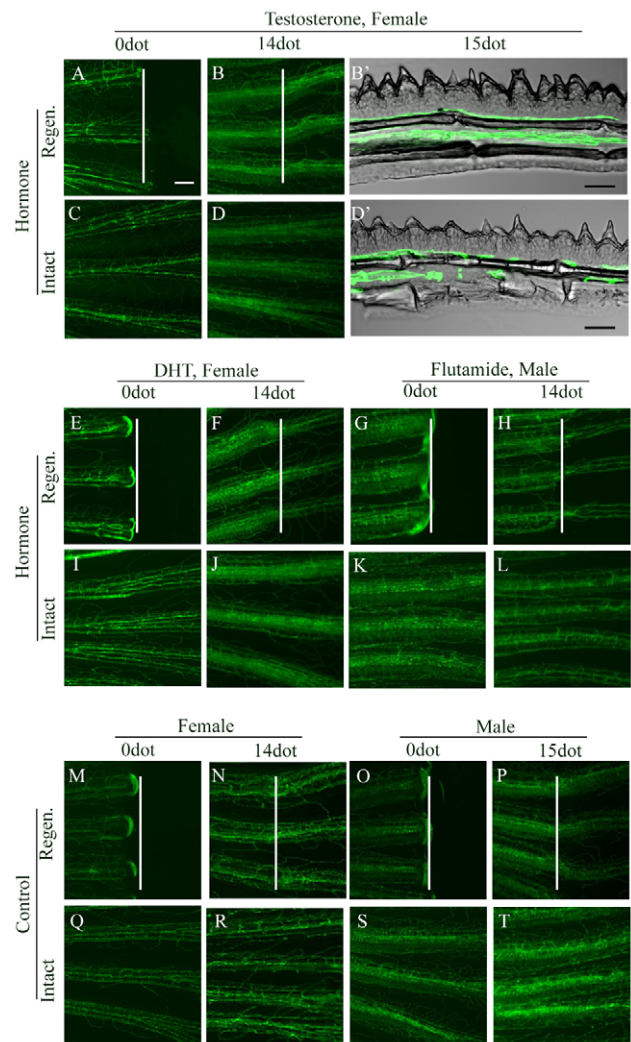 Testosterone, Female
0dot 14dot 15dot
A B B'
Regen.
Hormone
C D D'
Intact
DHT, Female Flutamide, Male
0dot 14dot 0dot 14dot
E F G H
Regen.
Hormone
I J K L
Intact
Female Male
0dot 14dot 0dot 15dot
M N O P
Regen.
Control
Q R S T
Intact